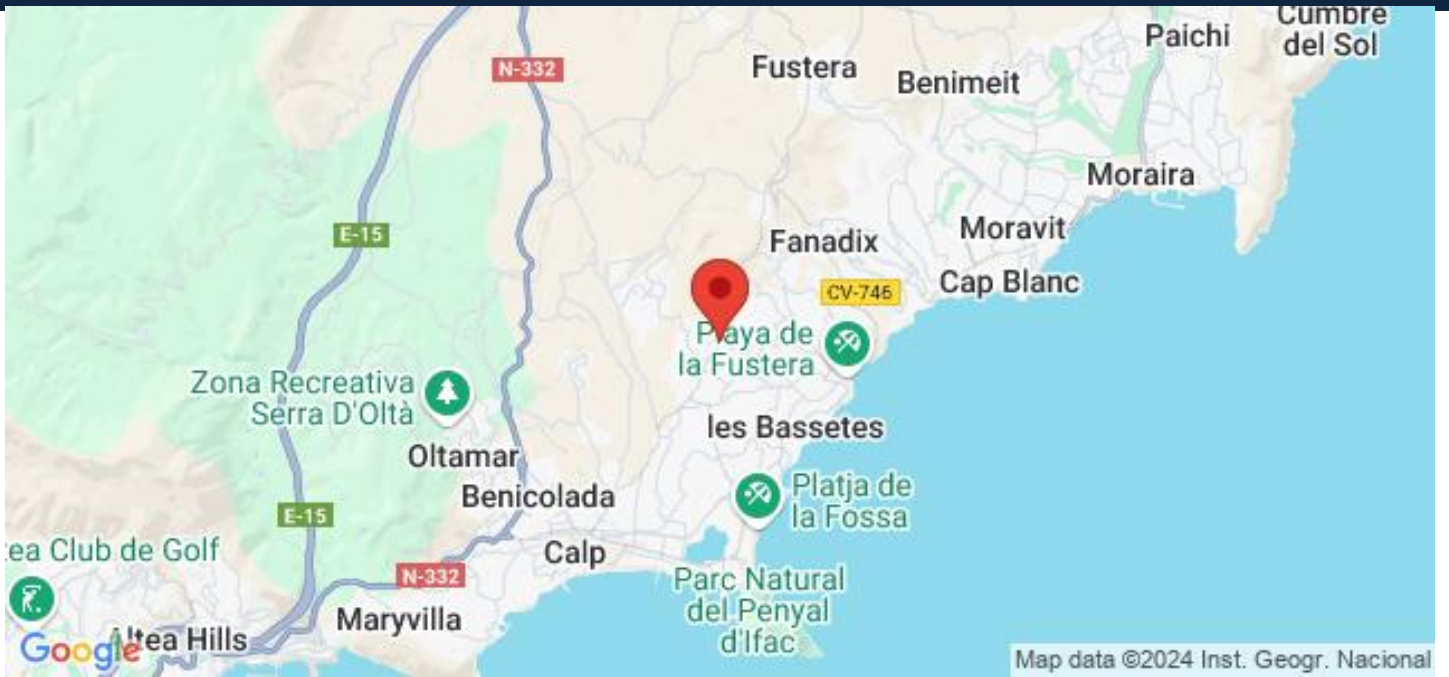 Cumbre
del Sol
Paichi
N-332
Fustera
Benimeit
Moraira
E-15
Fanadix
Moravit
Cap Blanc
CV-746
Playa de
la Fustera
Zona Recreativa
Serra D'Oltà
les Bassetes
Oltamar
Benicolada
Platja de
la Fossa
E-15
ea Club de Golf
Calp
N-332
Parc Natural
del Penyal
d'Ifac
Maryvilla
Altea Hills
Google
Map data ©2024 Inst. Geogr. Nacional